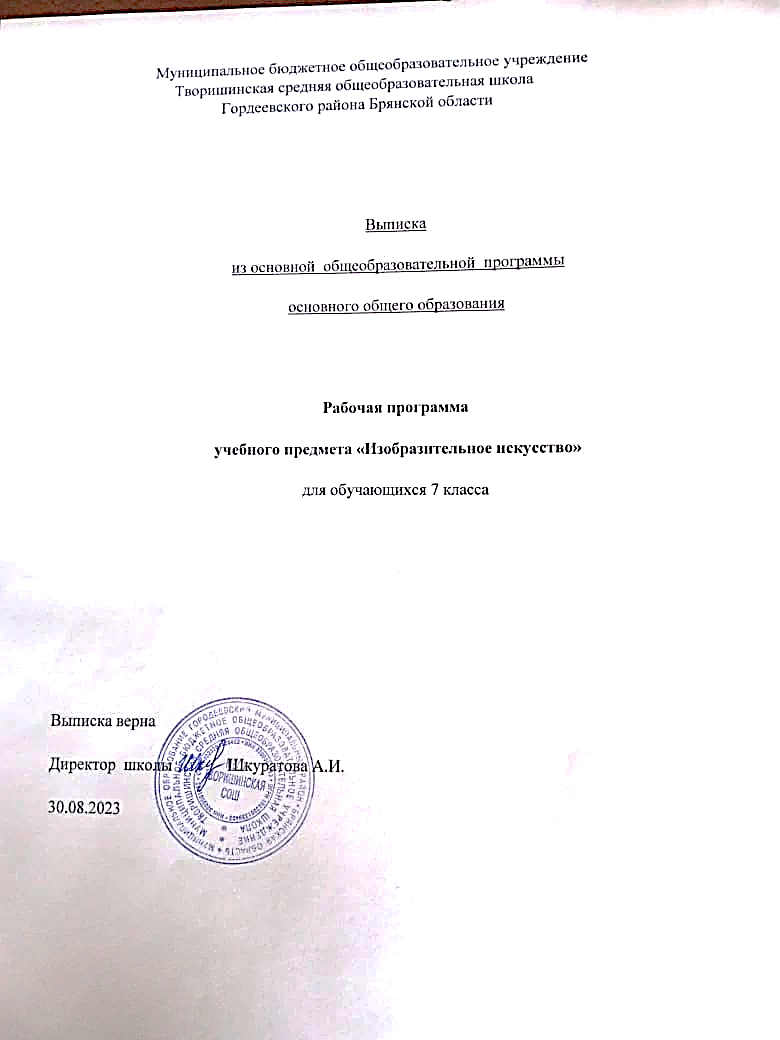 Муниципальное бюджетное общеобразовательное учреждение
Творишинская средняя общеобразовательная школа
Гордеевского района Брянской области
Выписка
из основной общеобразовательной программы
основного общего образования
Рабочая программа
учебного предмета «Изобразительное искусство»
для обучающихся 7 класса
Выписка верна
Директор школы Шкуратова А.И.
30.08.2023
ТВОРИШИНСКАЯ
СОШ